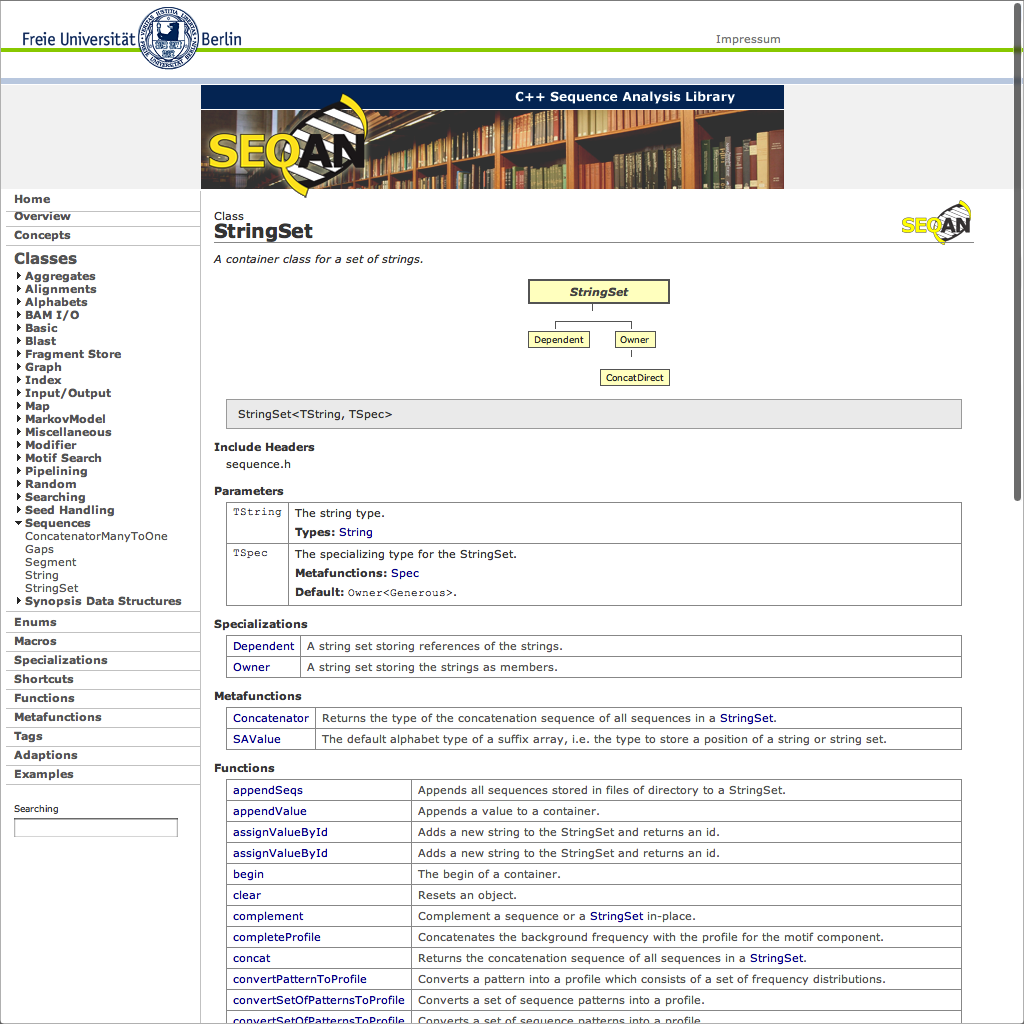 Freie Universität Berlin
Impressum
C++ Sequence Analysis Library
SEQAN
Home
Overview
Concepts
Classes
Aggregates
Alignments
Alphabets
BAM I/O
Basic
Blast
Fragment Store
Graph
Index
Input/Output
Map
MarkovModel
Miscellaneous
Modifier
Motif Search
Pipelining
Random
Searching
Seed Handling
Sequences
ConcatenatorManyToOne
Gaps
Segment
String
StringSet
Synopsis Data Structures
Enums
Macros
Specializations
Shortcuts
Functions
Metafunctions
Tags
Adaptions
Examples
Searching
Class
StringSet
SEQAN
A container class for a set of strings.
StringSet
Dependent Owner
ConcatDirect
StringSet<TString, TSpec>
Include Headers
sequence.h
Parameters
TString The string type.
Types: String
TSpec The specializing type for the StringSet.
Metafunctions: Spec
Default: Owner<Generous>.
Specializations
Dependent A string set storing references of the strings.
Owner A string set storing the strings as members.
Metafunctions
Concatenator Returns the type of the concatenation sequence of all sequences in a StringSet.
SAValue The default alphabet type of a suffix array, i.e. the type to store a position of a string or string set.
Functions
appendSeqs Appends all sequences stored in files of directory to a StringSet.
appendValue Appends a value to a container.
assignValueById Adds a new string to the StringSet and returns an id.
assignValueById Adds a new string to the StringSet and returns an id.
begin The begin of a container.
clear Resets an object.
complement Complement a sequence or a StringSet in-place.
completeProfile Concatenates the background frequency with the profile for the motif component.
concat Returns the concatenation sequence of all sequences in a StringSet.
convertPatternToProfile Converts a pattern into a profile which consists of a set of frequency distributions.
convertSetOfPatternsToProfile Converts a set of sequence patterns into a profile.
convertSetOfPatternsToProfile Converts a set of sequence patterns into a profile.